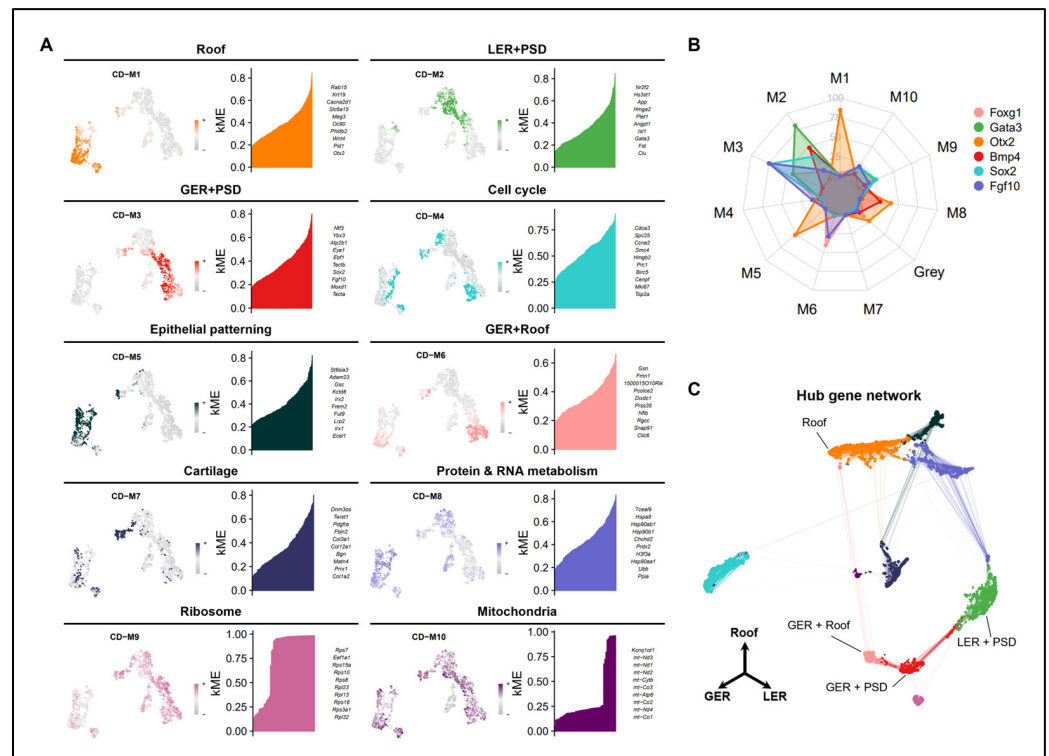 A
Roof
CD-M1
+
-
kME
0.8
0.6
0.4
0.2
Rab15
Krt19
Cacna2d1
Slc6a15
Meg3
Oc90
Phldb2
Wnt4
Pid1
Otx2
LER+PSD
CD-M2
+
-
kME
0.8
0.6
0.4
0.2
0.0
Nr2f2
Hs3st1
App
Hmga2
Plet1
Angpt1
Isl1
Gata3
Fst
Clu
GER+PSD
CD-M3
+
-
kME
0.8
0.6
0.4
0.2
0.0
Ntf3
Ybx3
Atp2b1
Eya1
Ebf1
Tectb
Sox2
Fgf10
Moxd1
Tecta
Cell cycle
CD-M4
+
-
kME
0.75
0.50
0.25
0.00
Cdca3
Spc25
Ccna2
Smc4
Hmgb2
Prc1
Birc5
Cenpf
Mki67
Top2a
Epithelial patterning
CD-M5
+
-
kME
0.8
0.6
0.4
0.2
0.0
St8sia3
Adam23
Gsc
Kctd8
Irx2
Frem2
Fut9
Lrp2
Irx1
Ecel1
GER+Roof
CD-M6
+
-
kME
0.6
0.4
0.2
0.0
Gsn
Fmn1
1500015O10Rik
Pcolce2
Dixdc1
Prss35
Nfib
Rgcc
Snap91
Clic6
Cartilage
CD-M7
+
-
kME
0.8
0.6
0.4
0.2
0.0
Dnm3os
Twist1
Pdgfra
Fbln2
Col3a1
Col12a1
Bgn
Matn4
Prrx1
Col1a2
Protein & RNA metabolism
CD-M8
+
-
kME
0.8
0.6
0.4
0.2
0.0
Tceal9
Hspa8
Hsp90ab1
Hsp90b1
Chchd2
Prdx2
H3f3a
Hsp90aa1
Ubb
Ppia
Ribosome
CD-M9
+
-
kME
1.00
0.75
0.50
0.25
0.00
Rps7
Eef1a1
Rps15a
Rps10
Rps8
Rpl23
Rpl13
Rps18
Rps3a1
Rpl32
Mitochondria
CD-M10
+
-
kME
1.00
0.75
0.50
0.25
0.00
Kcnq1ot1
mt-Nd3
mt-Nd1
mt-Nd2
mt-Cytb
mt-Co3
mt-Atp6
mt-Co2
mt-Nd4
mt-Co1
B
M1
M10
M9
M8
Grey
M7
M6
M5
M4
M3
M2
100
75
Foxg1
Gata3
Otx2
Bmp4
Sox2
Fgf10
C
Hub gene network
Roof
GER + Roof
LER + PSD
GER + PSD
Roof
GER
LER